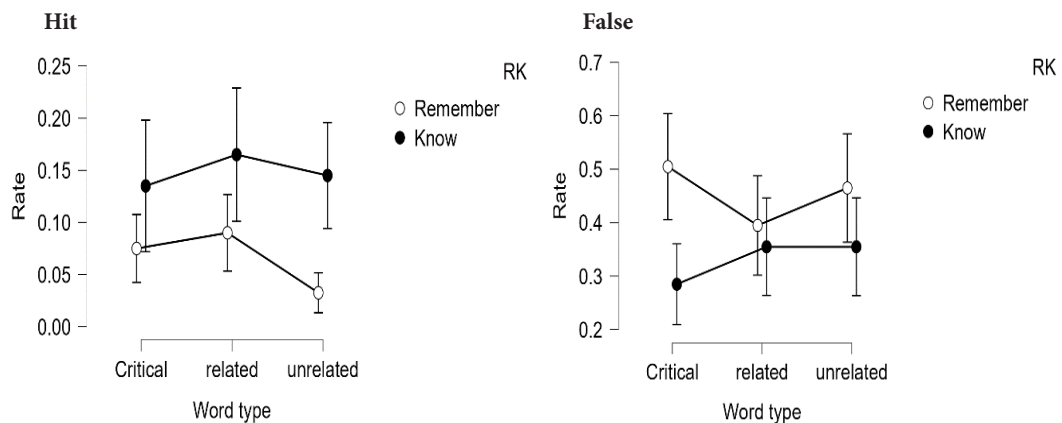 Hit
0.25
0.20
0.15
0.10
0.05
0.00
Rate
RK
Remember
Know
Critical related unrelated
Word type
False
0.7
0.6
0.5
0.4
0.3
0.2
Rate
RK
Remember
Know
Critical related unrelated
Word type